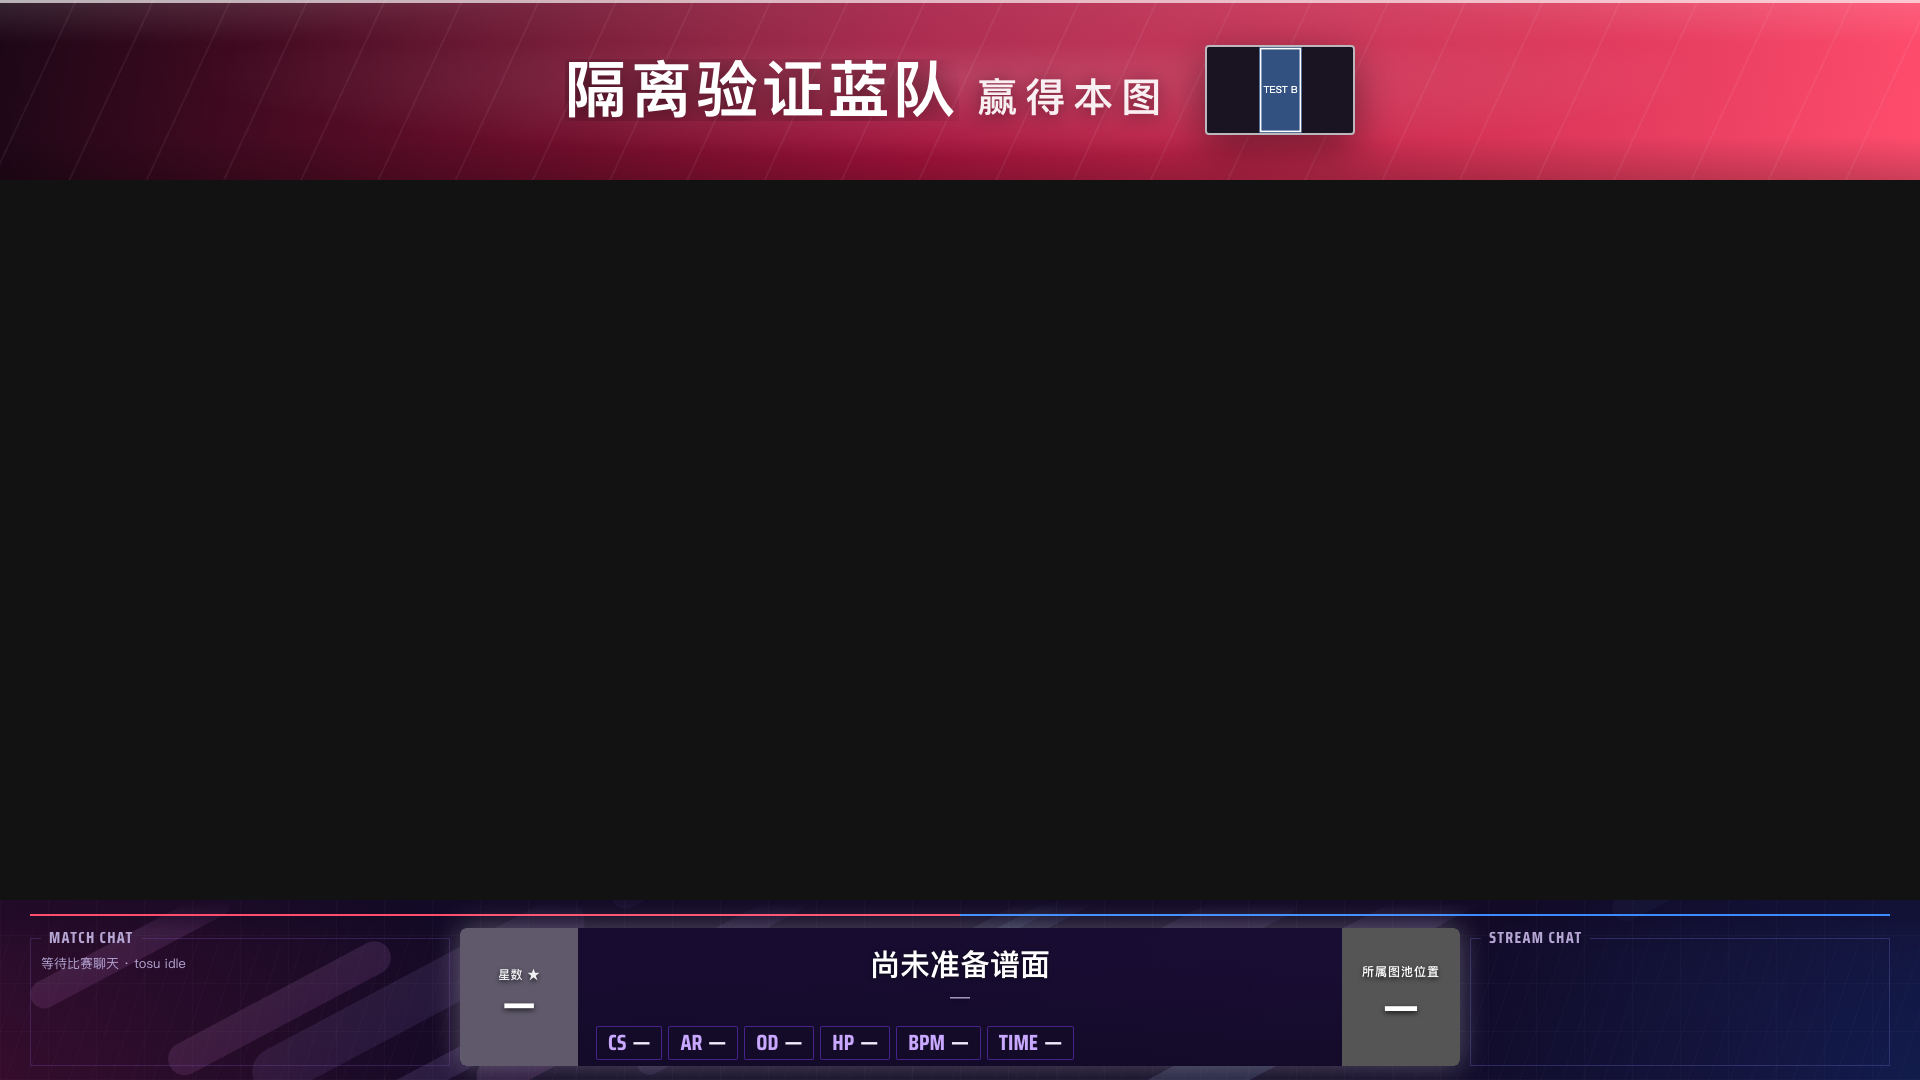 隔离验证蓝队 赢得本图
TEST B
MATCH CHAT
等待比赛聊天 · tosu idle
星数 ★
—
尚未准备谱面
—
CS — AR — OD — HP — BPM — TIME —
所属图池位置
—
STREAM CHAT